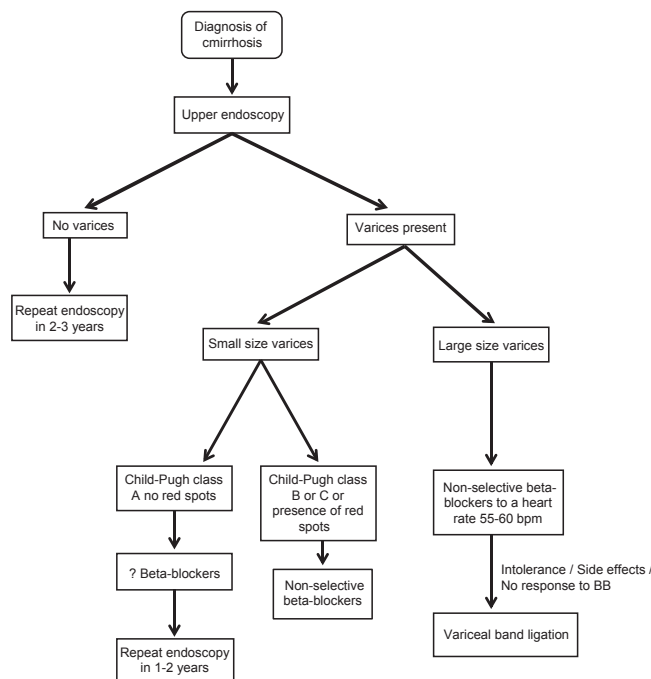 Diagnosis of
cmirrhosis
Upper endoscopy
No varices
Varices present
Repeat endoscopy
in 2-3 years
Small size varices
Large size varices
Child-Pugh class
A no red spots
Child-Pugh class
B or C or
presence of red
spots
Non-selective beta-
blockers to a heart
rate 55-60 bpm
? Beta-blockers
Non-selective
beta-blockers
Intolerance / Side effects /
No response to BB
Repeat endoscopy
in 1-2 years
Variceal band ligation